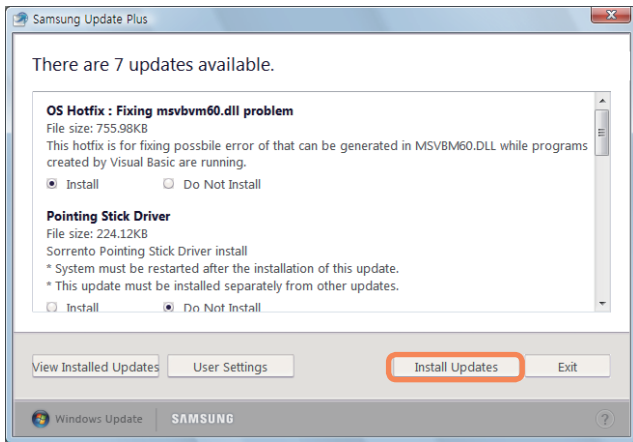 Samsung Update Plus
There are 7 updates available.
OS Hotfix : Fixing msvbvm60.dll problem
File size: 755.98KB
This hotfix is for fixing possbile error of that can be generated in MSVBM60.DLL while programs
created by Visual Basic are running.
Install Do Not Install
Pointing Stick Driver
File size: 224.12KB
Sorrento Pointing Stick Driver install
* System must be restarted after the installation of this update.
* This update must be installed separately from other updates.
Install Do Not Install
View Installed Updates User Settings Install Updates Exit
Windows Update SAMSUNG ?